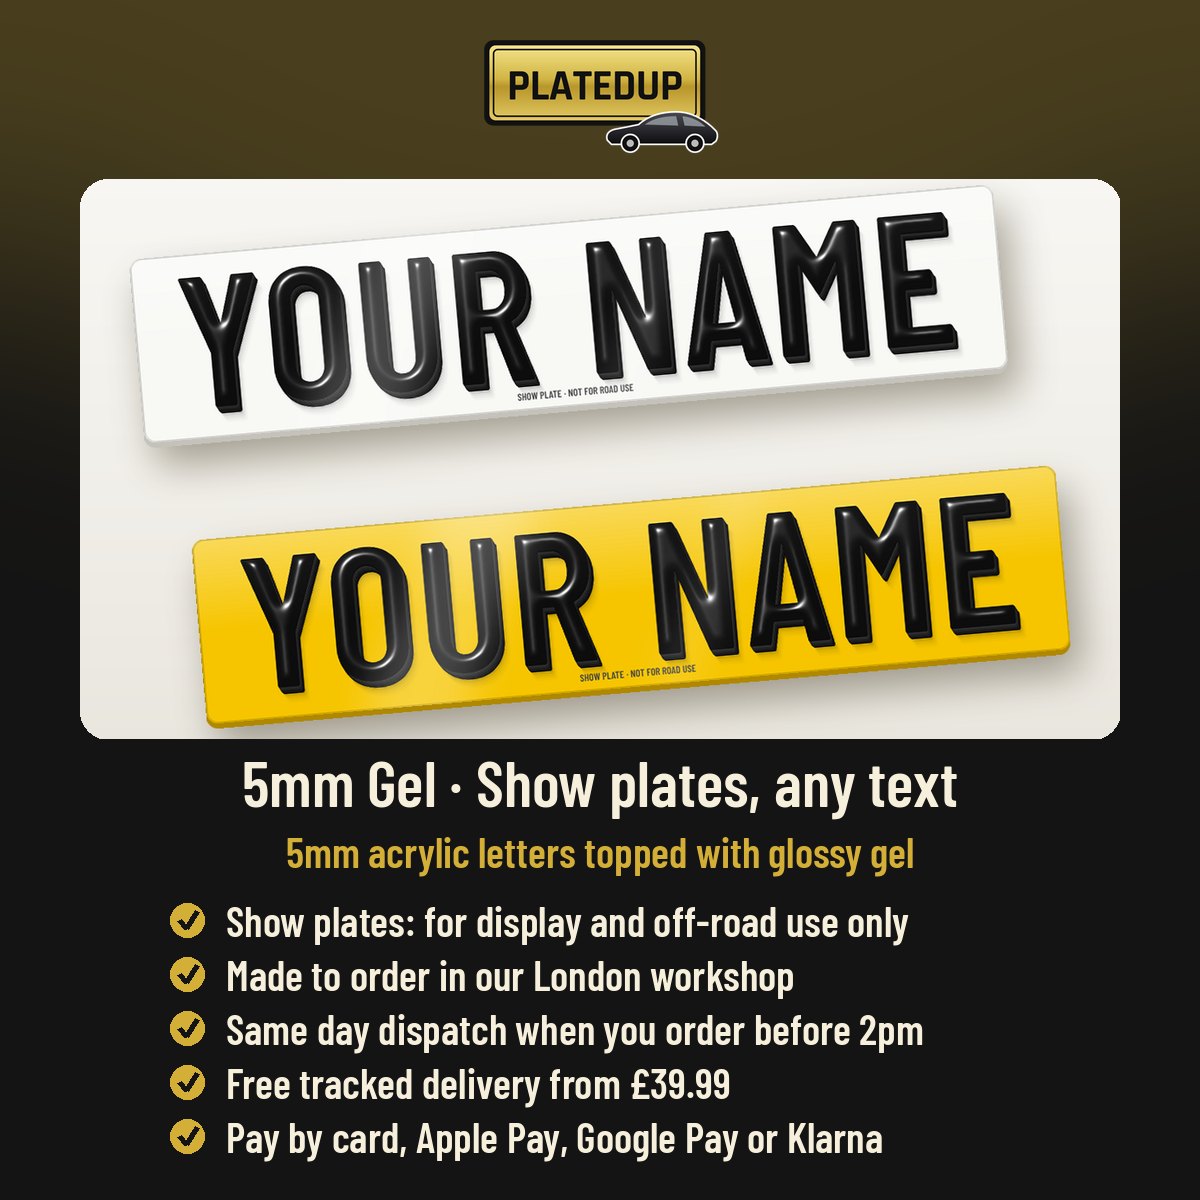 PLATEDUP
YOUR NAME
SHOW PLATE · NOT FOR ROAD USE
YOUR NAME
SHOW PLATE · NOT FOR ROAD USE
5mm Gel · Show plates, any text
5mm acrylic letters topped with glossy gel
Show plates: for display and off-road use only
Made to order in our London workshop
Same day dispatch when you order before 2pm
Free tracked delivery from £39.99
Pay by card, Apple Pay, Google Pay or Klarna